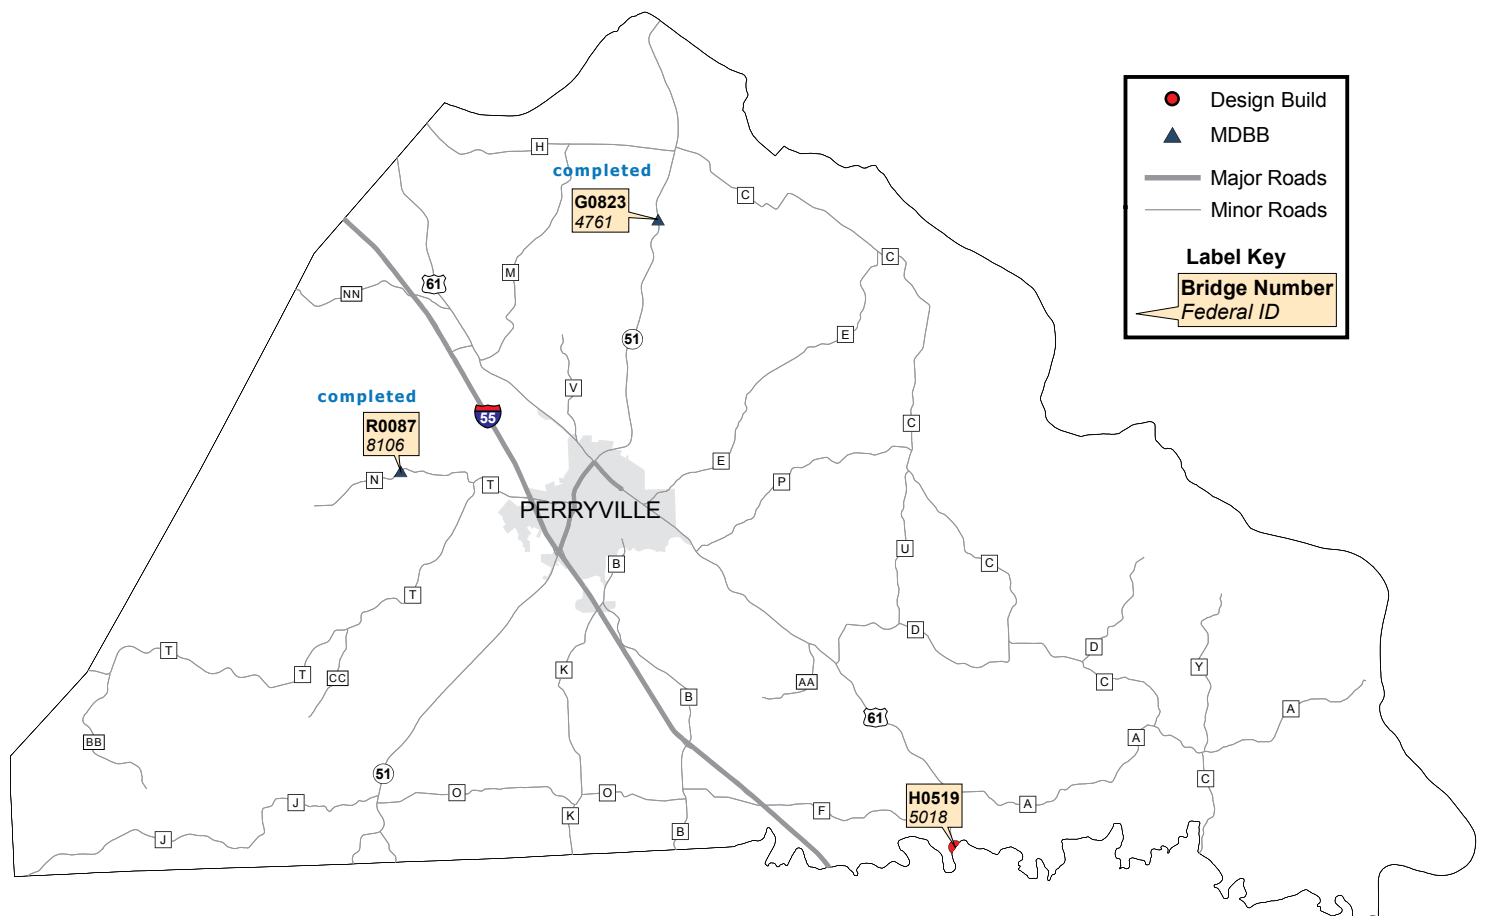 Design Build
MDBB
Major Roads
Minor Roads
Label Key
Bridge Number
Federal ID
H
completed
G0823
4761
C
C
M
61
NN
51
E
V
completed
55
R0087
8106
C
E
N
T
P
PERRYVILLE
U
B
C
T
D
D
T
T
CC
K
AA
C
Y
B
A
61
BB
A
51
C
O
O
H0519
5018
J
F
A
K
B
J